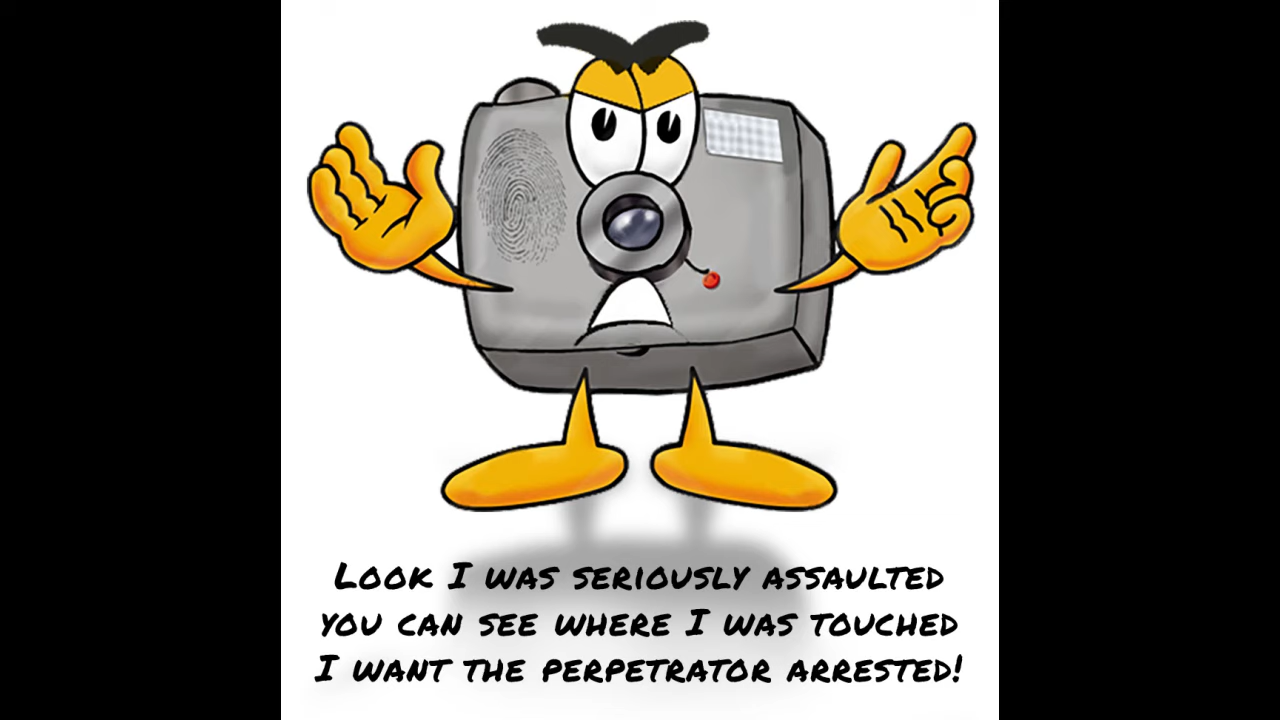 Look I was seriously assaulted
you can see where I was touched
I want the perpetrator arrested!